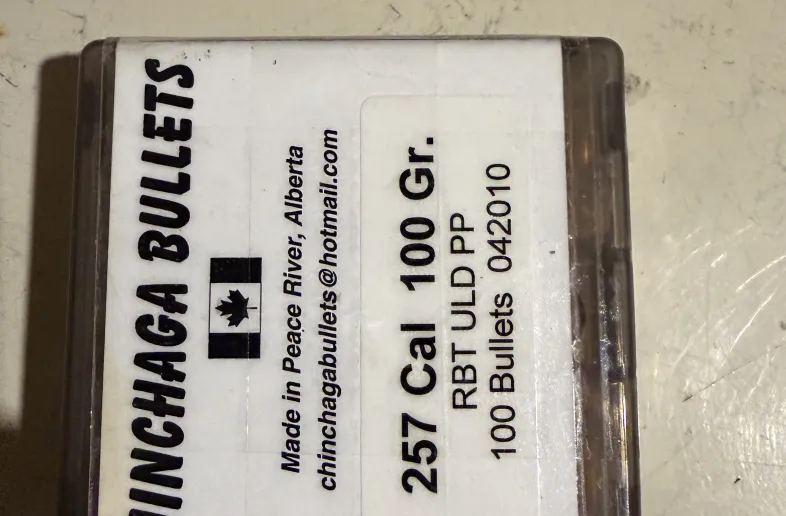 HINCHAGA BULLETS
Made in Peace River, Alberta
chinchagabullets@hotmail.com
257 Cal 100 Gr.
RBT ULD PP
100 Bullets 042010